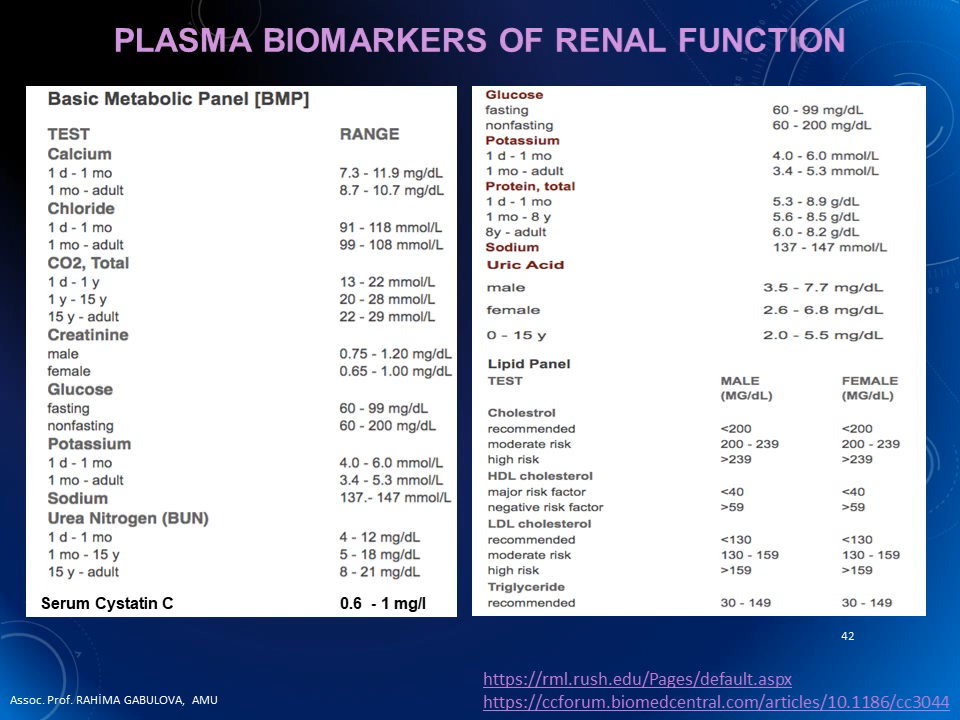 PLASMA BIOMARKERS OF RENAL FUNCTION
Basic Metabolic Panel [BMP]
TEST RANGE
Calcium
1 d - 1 mo 7.3 - 11.9 mg/dL
1 mo - adult 8.7 - 10.7 mg/dL
Chloride
1 d - 1 mo 91 - 118 mmol/L
1 mo - adult 99 - 108 mmol/L
CO2, Total
1 d - 1 y 13 - 22 mmol/L
1 y - 15 y 20 - 28 mmol/L
15 y - adult 22 - 29 mmol/L
Creatinine
male 0.75 - 1.20 mg/dL
female 0.65 - 1.00 mg/dL
Glucose
fasting 60 - 99 mg/dL
nonfasting 60 - 200 mg/dL
Potassium
1 d - 1 mo 4.0 - 6.0 mmol/L
1 mo - adult 3.4 - 5.3 mmol/L
Sodium 137.- 147 mmol/L
Urea Nitrogen (BUN)
1 d - 1 mo 4 - 12 mg/dL
1 mo - 15 y 5 - 18 mg/dL
15 y - adult 8 - 21 mg/dL
Serum Cystatin C 0.6 - 1 mg/l
Glucose
fasting 60 - 99 mg/dL
nonfasting 60 - 200 mg/dL
Potassium
1 d - 1 mo 4.0 - 6.0 mmol/L
1 mo - adult 3.4 - 5.3 mmol/L
Protein, total
1 d - 1 mo 5.3 - 8.9 g/dL
1 mo - 8 y 5.6 - 8.5 g/dL
8y - adult 6.0 - 8.2 g/dL
Sodium 137 - 147 mmol/L
Uric Acid
male 3.5 - 7.7 mg/dL
female 2.6 - 6.8 mg/dL
0 - 15 y 2.0 - 5.5 mg/dL
Lipid Panel
TEST MALE FEMALE
(MG/dL) (MG/dL)
Cholestrol
recommended <200 <200
moderate risk 200 - 239 200 - 239
high risk >239 >239
HDL cholesterol
major risk factor <40 <40
negative risk factor >59 >59
LDL cholesterol
recommended <130 <130
moderate risk 130 - 159 130 - 159
high risk >159 >159
Triglyceride
recommended 30 - 149 30 - 149
42
https://rml.rush.edu/Pages/default.aspx
https://ccforum.biomedcentral.com/articles/10.1186/cc3044
Assoc. Prof. RAHİMA GABULOVA, AMU